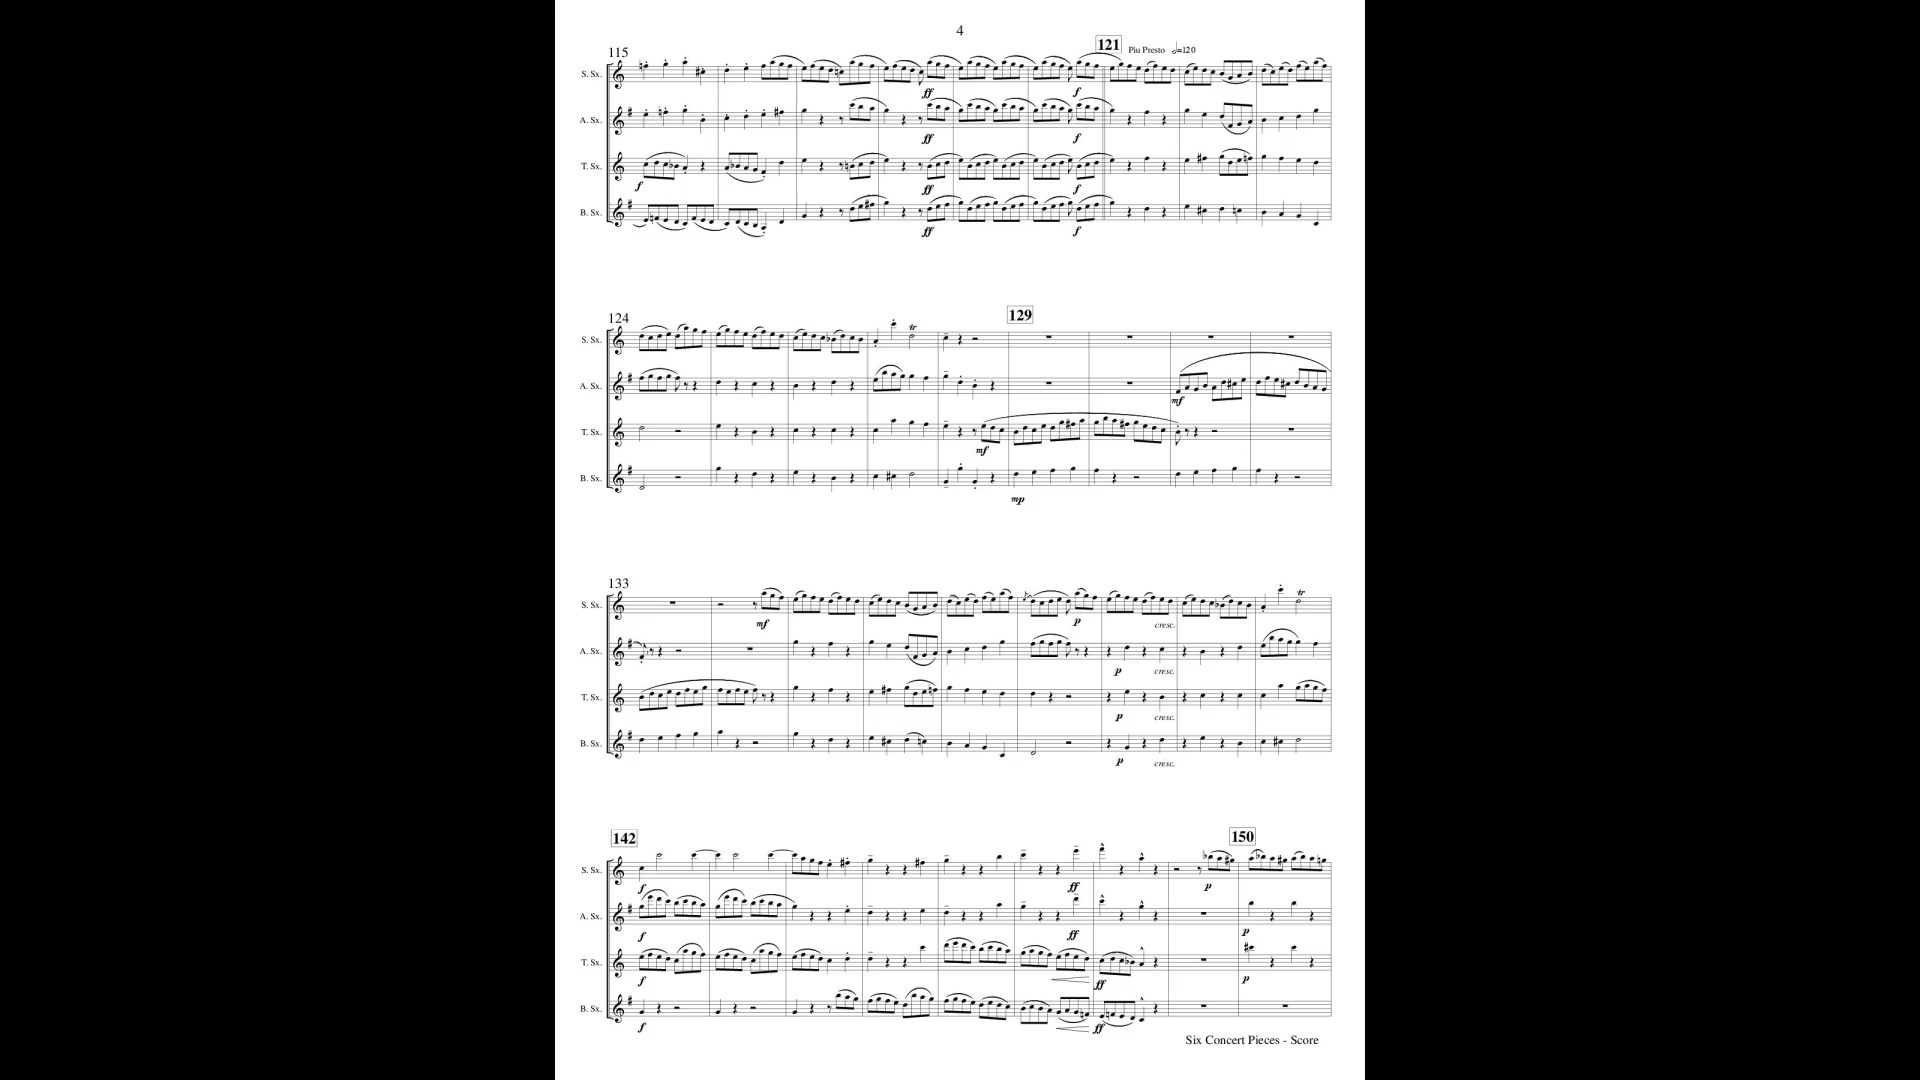 4
115
121 Piu Presto =120
S. Sx.
ff f
A. Sx.
ff f
T. Sx.
f ff f
B. Sx.
ff f
124
129
S. Sx.
tr
A. Sx.
mf
T. Sx.
mf
B. Sx.
mp
133
S. Sx.
tr
mf p cresc.
A. Sx.
p cresc.
T. Sx.
p cresc.
B. Sx.
p cresc.
142
150
S. Sx.
f ff p
A. Sx.
f ff p
T. Sx.
f ff p
B. Sx.
f ff
Six Concert Pieces - Score